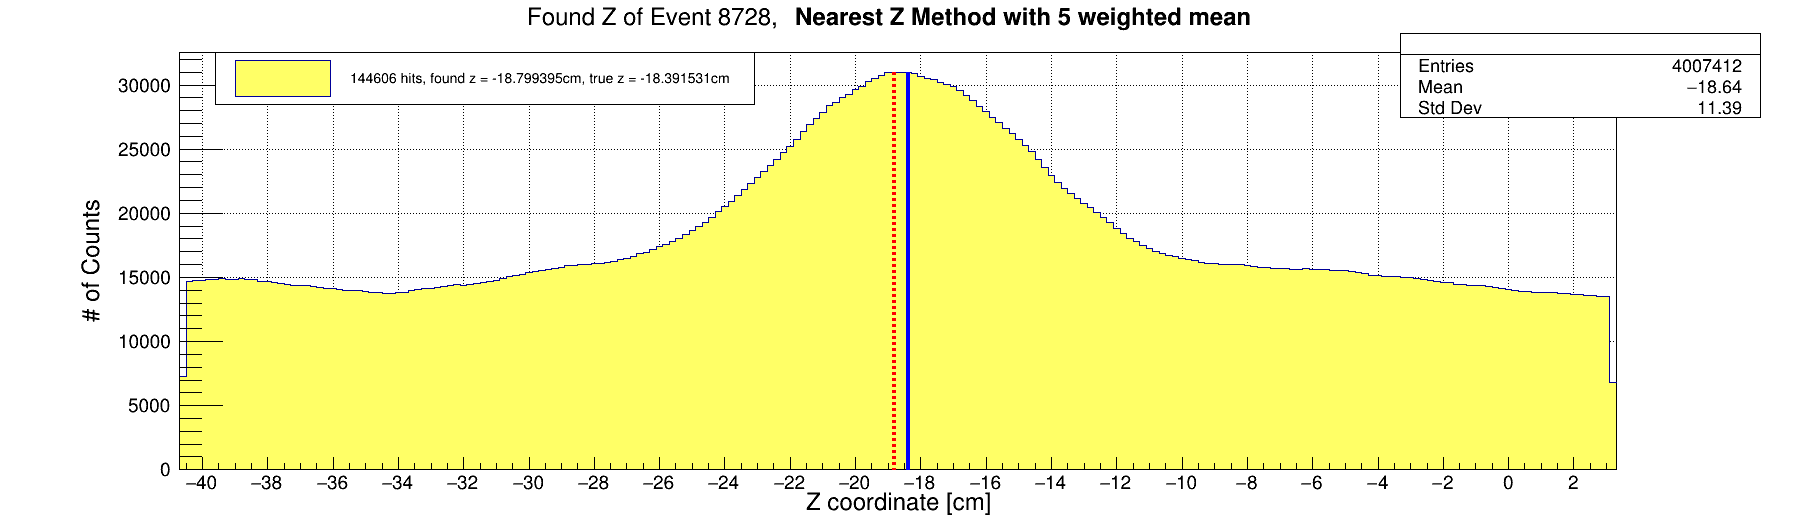 Found Z of Event 8728, Nearest Z Method with 5 weighted mean
144606 hits, found z = -18.799395cm, true z = -18.391531cm
Entries 4007412
Mean −18.64
Std Dev 11.39
# of Counts
30000
25000
20000
15000
10000
5000
0
−40 −38 −36 −34 −32 −30 −28 −26 −24 −22 −20 −18 −16 −14 −12 −10 −8 −6 −4 −2 0 2
Z coordinate [cm]